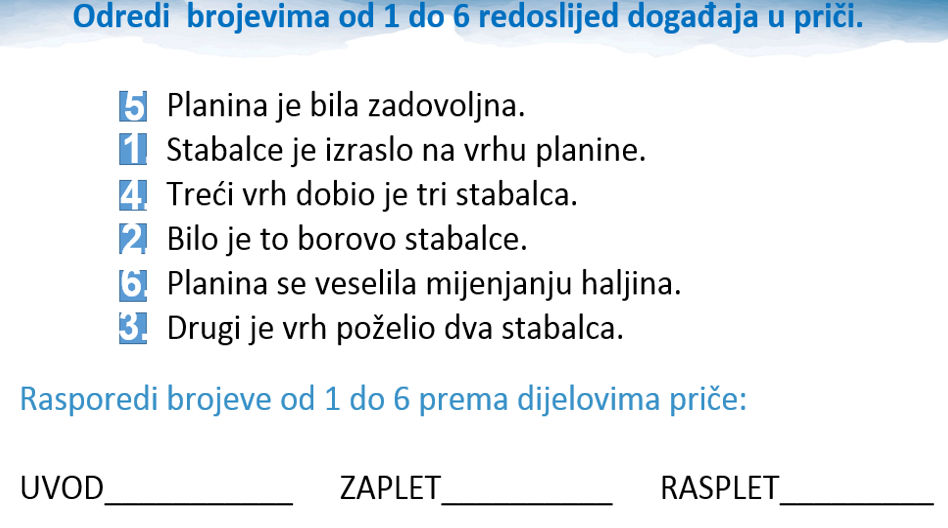 Odredi brojevima od 1 do 6 redoslijed događaja u priči.
5 Planina je bila zadovoljna.
1. Stabalce je izraslo na vrhu planine.
4. Treći vrh dobio je tri stabalca.
2. Bilo je to borovo stabalce.
6. Planina se veselila mijenjanju haljina.
3. Drugi je vrh poželio dva stabalca.
Rasporedi brojeve od 1 do 6 prema dijelovima priče:
UVOD___________ ZAPLET__________ RASPLET_________